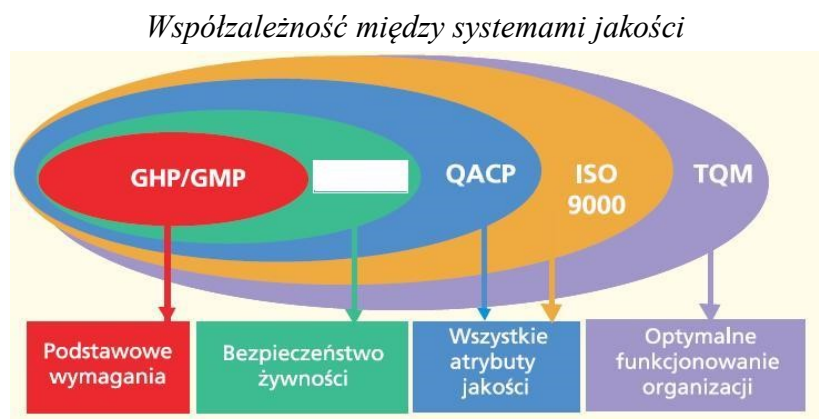 Współzależność między systemami jakości
GHP/GMP
QACP
ISO
9000
TQM
Podstawowe
wymagania
Bezpieczeństwo
żywności
Wszystkie
atrybuty
jakości
Optymalne
funkcjonowanie
organizacji